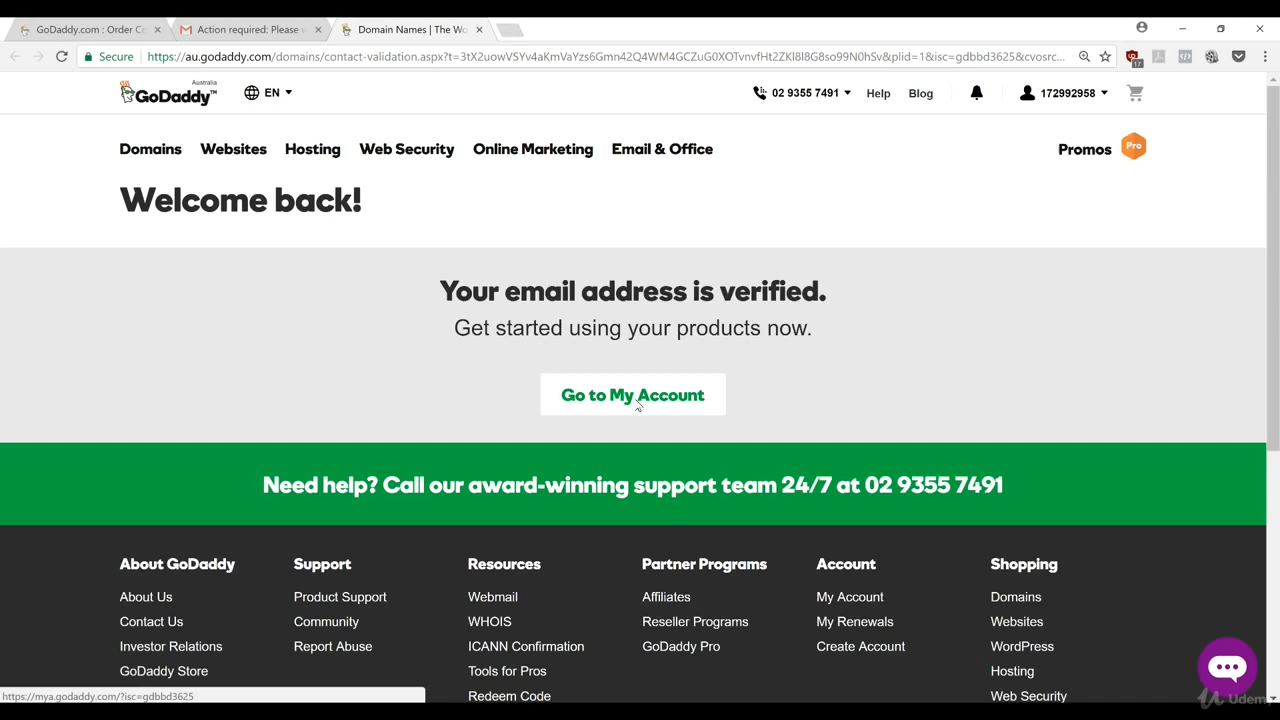 GoDaddy.com : Order Co
Action required: Please v
Domain Names | The Wo
Secure
https://au.godaddy.com/domains/contact-validation.aspx?t=3tX2uowVSYv4aKmVaYzs6Gmn42Q4WM4GCZuG0XOTvnvfHt2ZKI8I8G8so99N0hSv&plid=1&isc=gdbbd3625&cvosrc...
17
Australia
GoDaddy™
EN
02 9355 7491
Help
Blog
172992958
Domains
Websites
Hosting
Web Security
Online Marketing
Email & Office
Promos
Pro
Welcome back!
Your email address is verified.
Get started using your products now.
Go to My Account
Need help? Call our award-winning support team 24/7 at 02 9355 7491
About GoDaddy
Support
Resources
Partner Programs
Account
Shopping
About Us
Product Support
Webmail
Affiliates
My Account
Domains
Contact Us
Community
WHOIS
Reseller Programs
My Renewals
Websites
Investor Relations
Report Abuse
ICANN Confirmation
GoDaddy Pro
Create Account
WordPress
GoDaddy Store
Tools for Pros
Hosting
Redeem Code
Web Security
https://mya.godaddy.com/?isc=gdbbd3625
Udemy